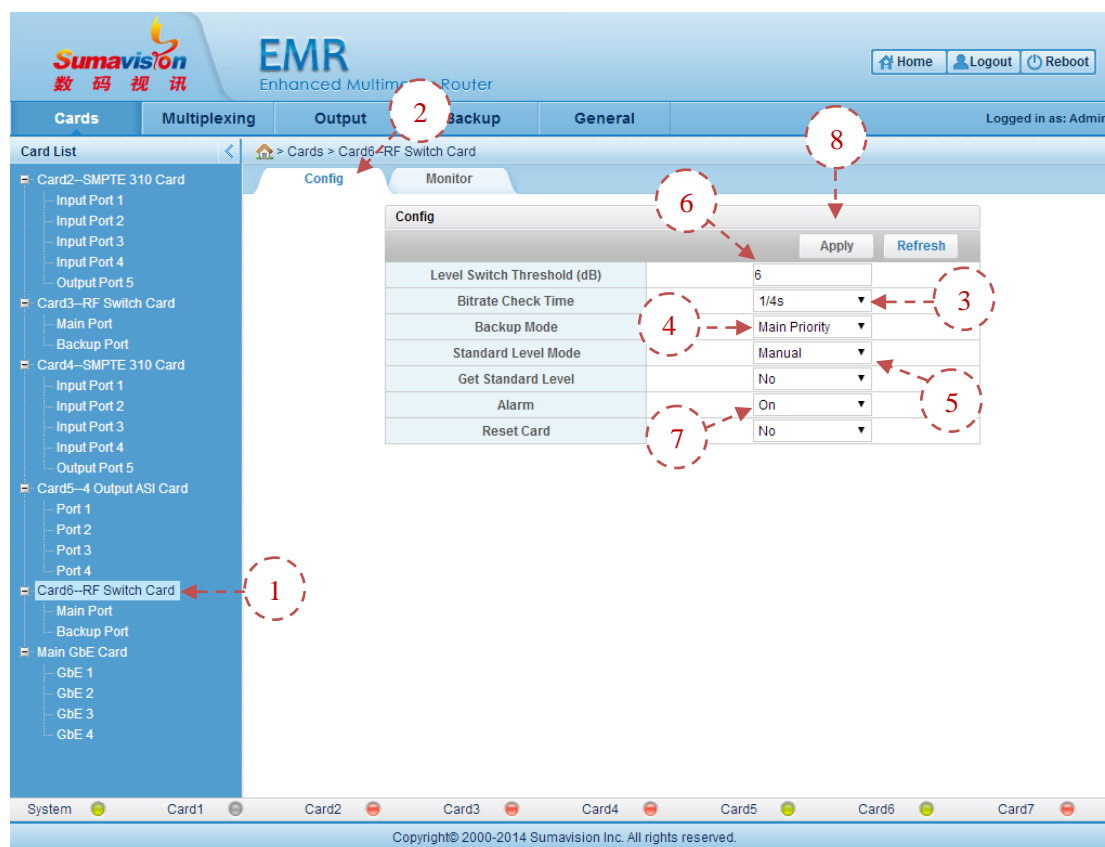 Sumavision
数 码 视 讯
EMR
Enhanced Multimedia Router
Home
Logout
Reboot
Cards
Multiplexing
Output
Backup
General
Logged in as: Admin
2
8
Card List
> Cards > Card6--RF Switch Card
Config
Monitor
Card2--SMPTE 310 Card
Input Port 1
Input Port 2
Input Port 3
Input Port 4
Output Port 5
Card3--RF Switch Card
Main Port
Backup Port
Card4--SMPTE 310 Card
Input Port 1
Input Port 2
Input Port 3
Input Port 4
Output Port 5
Card5--4 Output ASI Card
Port 1
Port 2
Port 3
Port 4
Card6--RF Switch Card
Main Port
Backup Port
Main GbE Card
GbE 1
GbE 2
GbE 3
GbE 4
1
6
Config
Apply
Refresh
Level Switch Threshold (dB)
6
Bitrate Check Time
1/4s
3
Backup Mode
4
Main Priority
Standard Level Mode
Manual
Get Standard Level
No
5
Alarm
On
7
Reset Card
No
System
Card1
Card2
Card3
Card4
Card5
Card6
Card7
Copyright© 2000-2014 Sumavision Inc. All rights reserved.